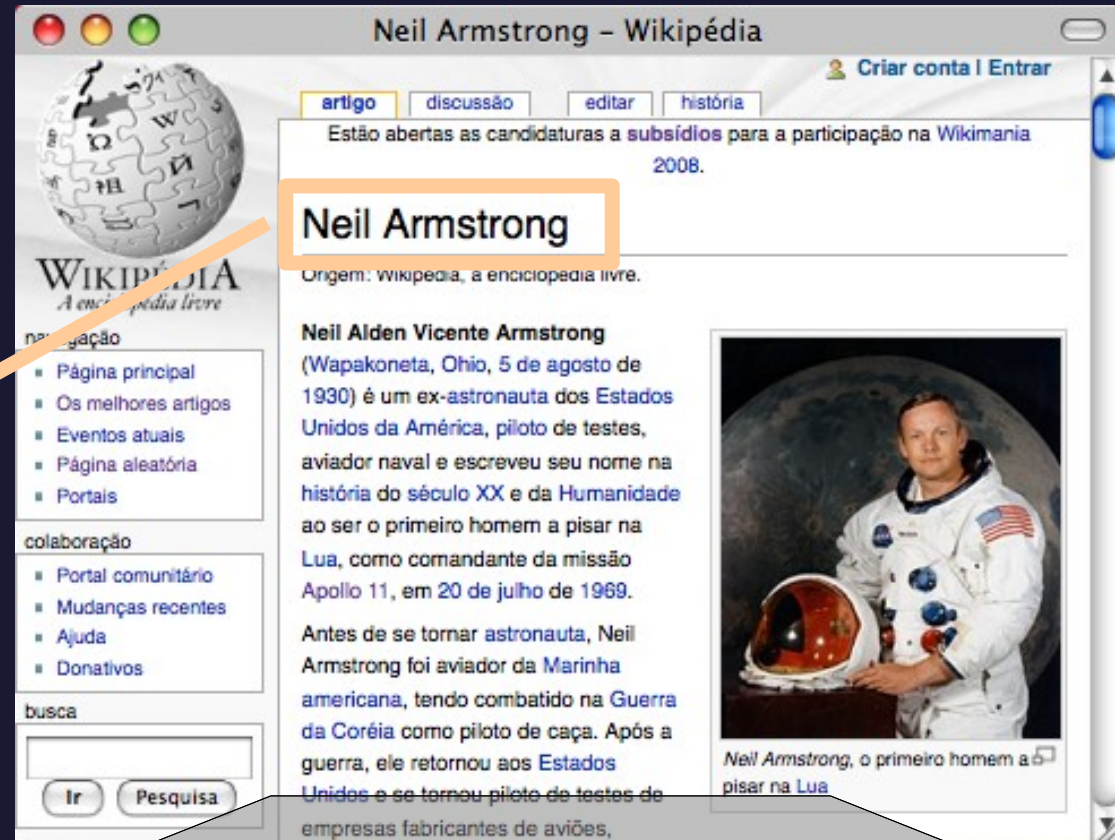 Neil Armstrong – Wikipédia
Criar conta | Entrar
artigo
discussão
editar
história
Estão abertas as candidaturas a subsídios para a participação na Wikimania
2008.
Neil Armstrong
Origem: Wikipédia, a enciclopédia livre.
WIKIPÉDIA
A enciclopédia livre
navegação
Página principal
Os melhores artigos
Eventos atuais
Página aleatória
Portais
colaboração
Portal comunitário
Mudanças recentes
Ajuda
Donativos
busca
Ir
Pesquisa
Neil Alden Vicente Armstrong
(Wapakoneta, Ohio, 5 de agosto de
1930) é um ex-astronauta dos Estados
Unidos da América, piloto de testes,
aviador naval e escreveu seu nome na
história do século XX e da Humanidade
ao ser o primeiro homem a pisar na
Lua, como comandante da missão
Apollo 11, em 20 de julho de 1969.
Antes de se tornar astronauta, Neil
Armstrong foi aviador da Marinha
americana, tendo combatido na Guerra
da Coréia como piloto de caça. Após a
guerra, ele retornou aos Estados
Unidos e se tornou piloto de testes de
empresas fabricantes de aviões,
Neil Armstrong, o primeiro homem a
pisar na Lua